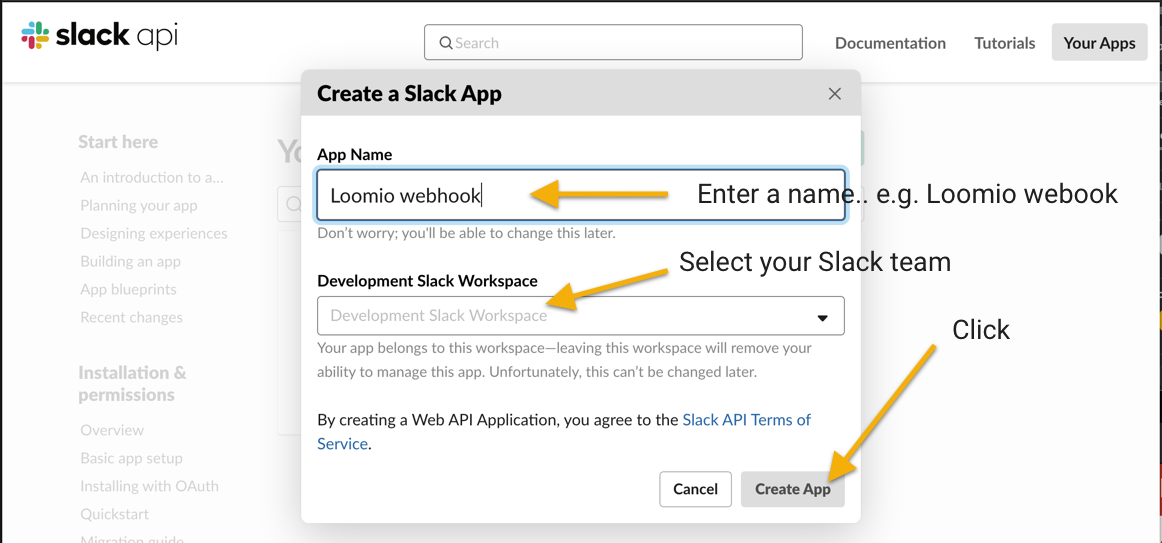 slack api
Search
Documentation
Tutorials
Your Apps
Create a Slack App
Start here
An introduction to a...
Planning your app
Designing experiences
Building an app
App blueprints
Recent changes
Installation &
permissions
Overview
Basic app setup
Installing with OAuth
Quickstart
Migration guide
App Name
Loomio webhook
Enter a name.. e.g. Loomio webook
Don't worry; you'll be able to change this later.
Select your Slack team
Development Slack Workspace
Development Slack Workspace
Click
Your app belongs to this workspace—leaving this workspace will remove your
ability to manage this app. Unfortunately, this can't be changed later.
By creating a Web API Application, you agree to the Slack API Terms of
Service.
Cancel
Create App